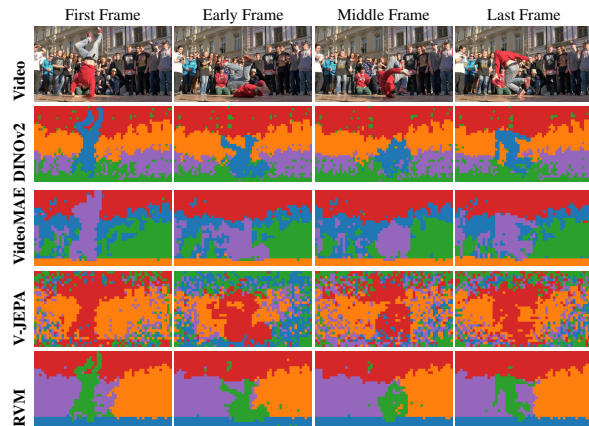 First Frame Early Frame Middle Frame Last Frame
Video
DINOv2
VideoMAE
V-JEPA
RVM